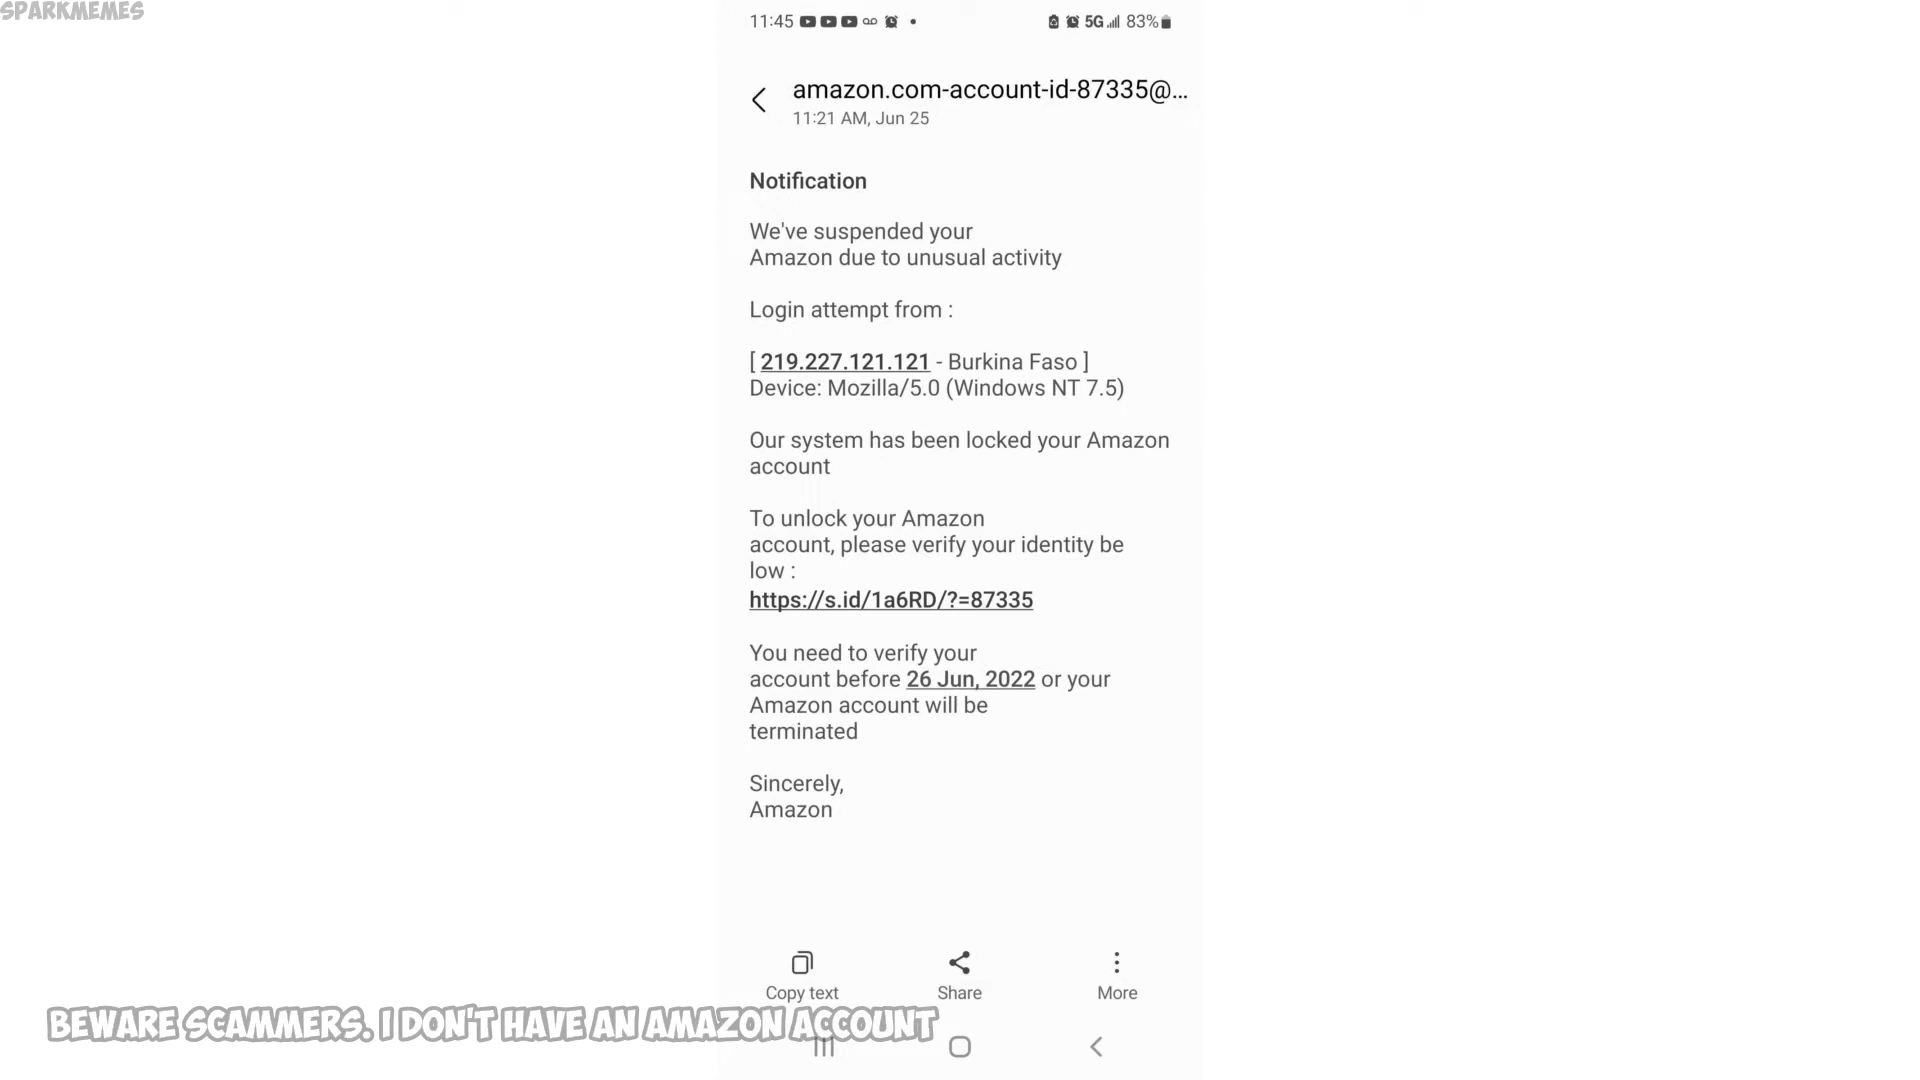 SPARKMEMES
11:45
5G 83%
amazon.com-account-id-87335@...
11:21 AM, Jun 25
Notification
We've suspended your
Amazon due to unusual activity
Login attempt from :
[ 219.227.121.121 - Burkina Faso ]
Device: Mozilla/5.0 (Windows NT 7.5)
Our system has been locked your Amazon
account
To unlock your Amazon
account, please verify your identity be
low :
https://s.id/1a6RD/?=87335
You need to verify your
account before 26 Jun, 2022 or your
Amazon account will be
terminated
Sincerely,
Amazon
Copy text Share More
BEWARE SCAMMERS. I DON'T HAVE AN AMAZON ACCOUNT